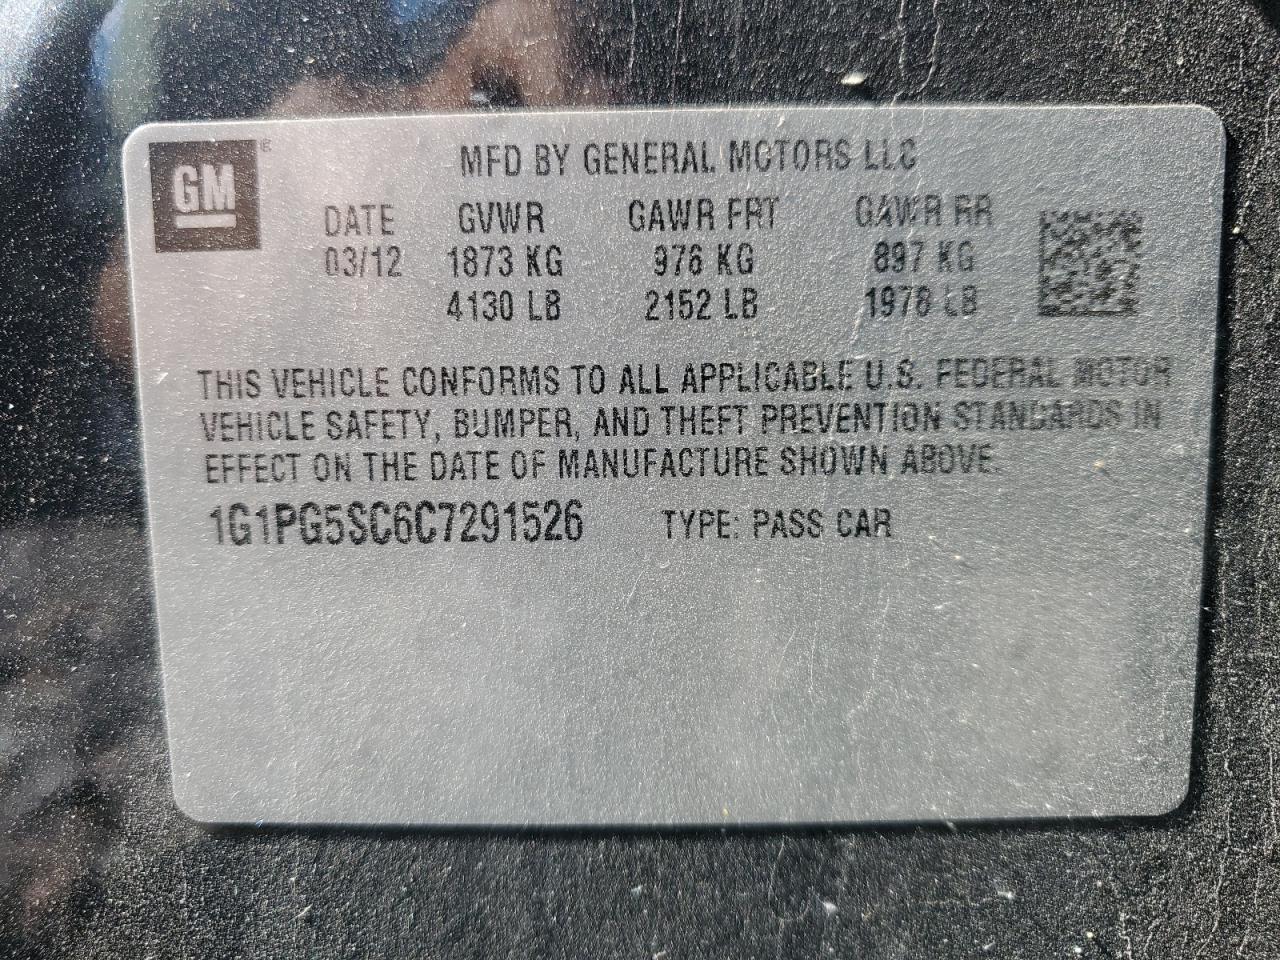 GM
MFD BY GENERAL MOTORS LLC
DATE GVWR GAWR FRT GAWR RR
03/12 1873 KG 976 KG 897 KG
4130 LB 2152 LB 1978 LB
THIS VEHICLE CONFORMS TO ALL APPLICABLE U.S. FEDERAL MOTOR
VEHICLE SAFETY, BUMPER, AND THEFT PREVENTION STANDARDS IN
EFFECT ON THE DATE OF MANUFACTURE SHOWN ABOVE.
1G1PG5SC6C7291526 TYPE: PASS CAR